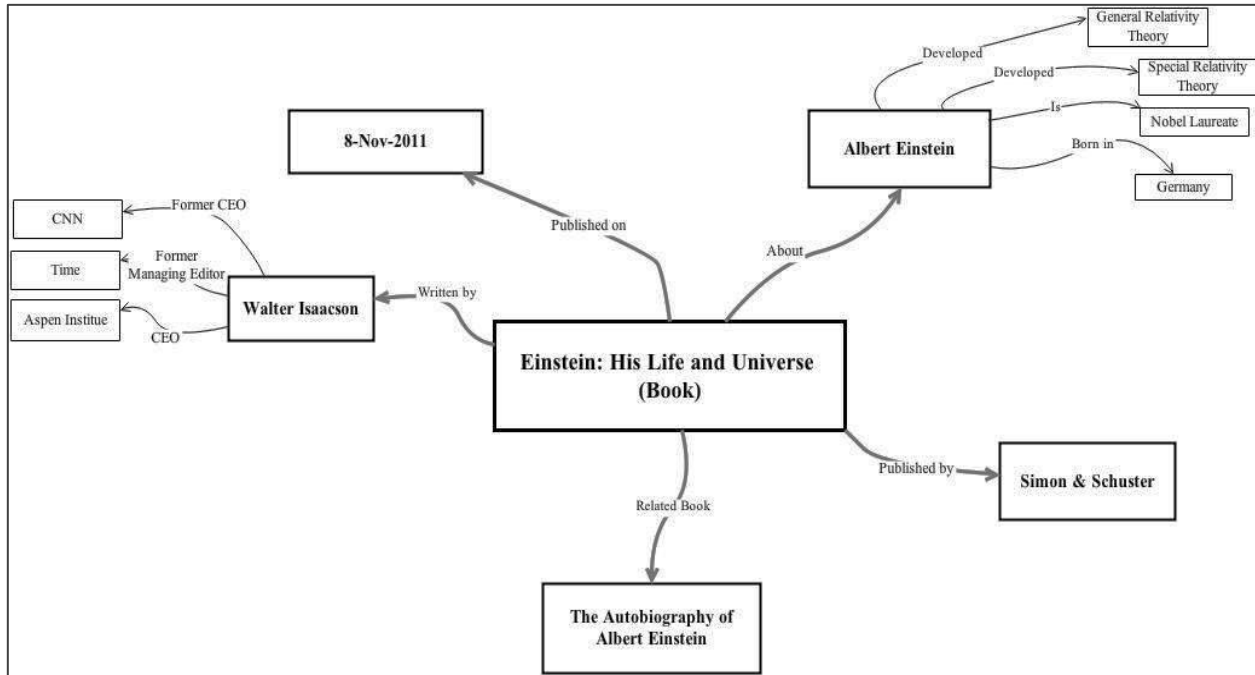 General Relativity
Theory
Developed
Special Relativity
Theory
Developed
Is
Nobel Laureate
8-Nov-2011
Albert Einstein
Born in
Germany
CNN
Former CEO
Published on
About
Time
Former
Managing Editor
Walter Isaacson
Written by
Aspen Institue
CEO
Einstein: His Life and Universe
(Book)
Published by
Simon & Schuster
Related Book
The Autobiography of
Albert Einstein